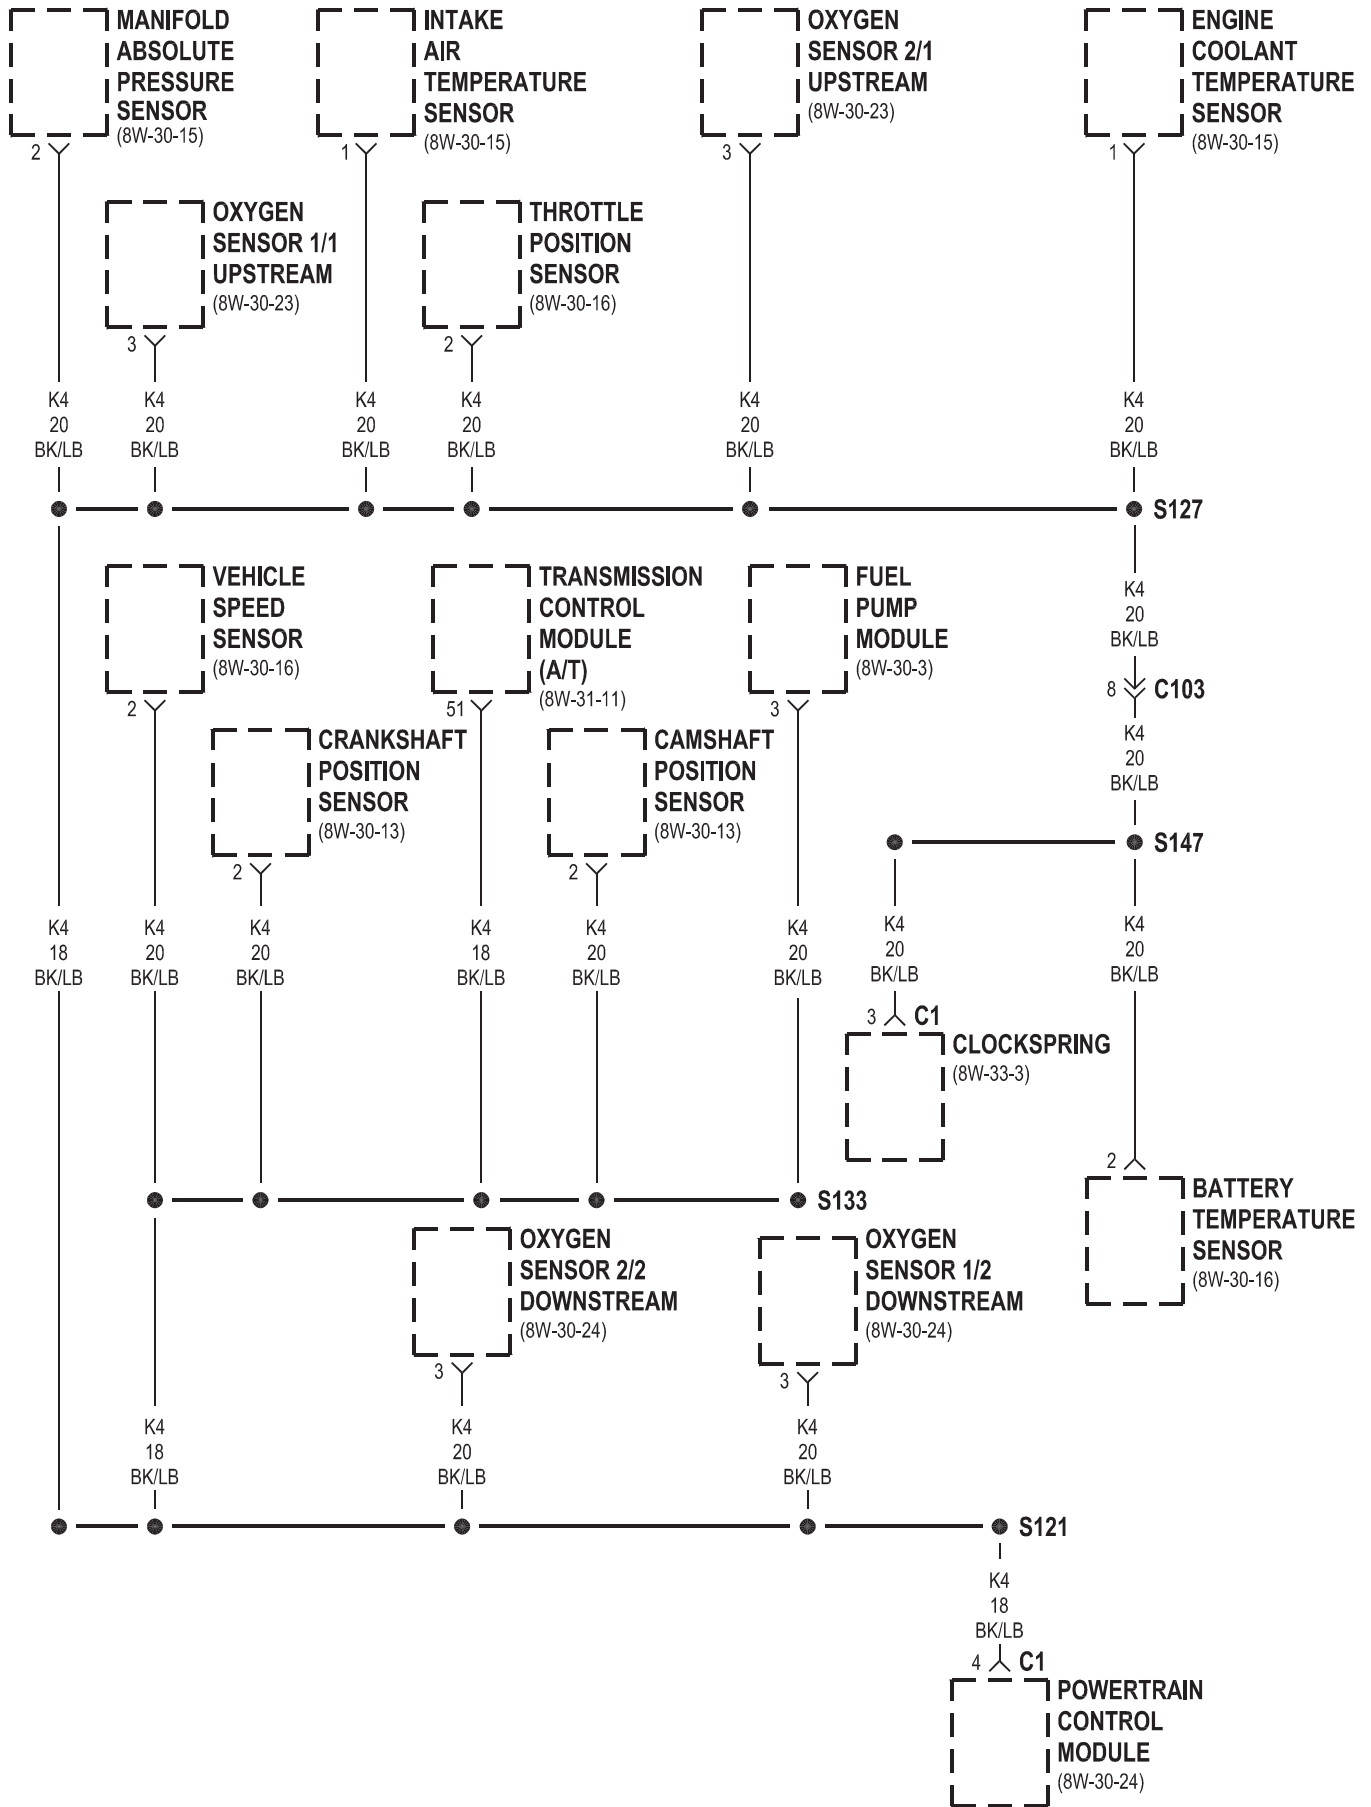 MANIFOLD
ABSOLUTE
PRESSURE
SENSOR
(8W-30-15)
2
INTAKE
AIR
TEMPERATURE
SENSOR
(8W-30-15)
1
OXYGEN
SENSOR 2/1
UPSTREAM
(8W-30-23)
3
ENGINE
COOLANT
TEMPERATURE
SENSOR
(8W-30-15)
1
OXYGEN
SENSOR 1/1
UPSTREAM
(8W-30-23)
3
THROTTLE
POSITION
SENSOR
(8W-30-16)
2
K4
20
BK/LB
K4
20
BK/LB
K4
20
BK/LB
K4
20
BK/LB
K4
20
BK/LB
K4
20
BK/LB
S127
VEHICLE
SPEED
SENSOR
(8W-30-16)
2
TRANSMISSION
CONTROL
MODULE
(A/T)
(8W-31-11)
51
FUEL
PUMP
MODULE
(8W-30-3)
3
K4
20
BK/LB
8
C103
K4
20
BK/LB
CRANKSHAFT
POSITION
SENSOR
(8W-30-13)
2
CAMSHAFT
POSITION
SENSOR
(8W-30-13)
2
S147
K4
18
BK/LB
K4
20
BK/LB
K4
20
BK/LB
K4
18
BK/LB
K4
20
BK/LB
K4
20
BK/LB
K4
20
BK/LB
K4
20
BK/LB
3
C1
CLOCKSPRING
(8W-33-3)
2
BATTERY
TEMPERATURE
SENSOR
(8W-30-16)
S133
OXYGEN
SENSOR 2/2
DOWNSTREAM
(8W-30-24)
3
OXYGEN
SENSOR 1/2
DOWNSTREAM
(8W-30-24)
3
K4
18
BK/LB
K4
20
BK/LB
K4
20
BK/LB
S121
K4
18
BK/LB
4
C1
POWERTRAIN
CONTROL
MODULE
(8W-30-24)